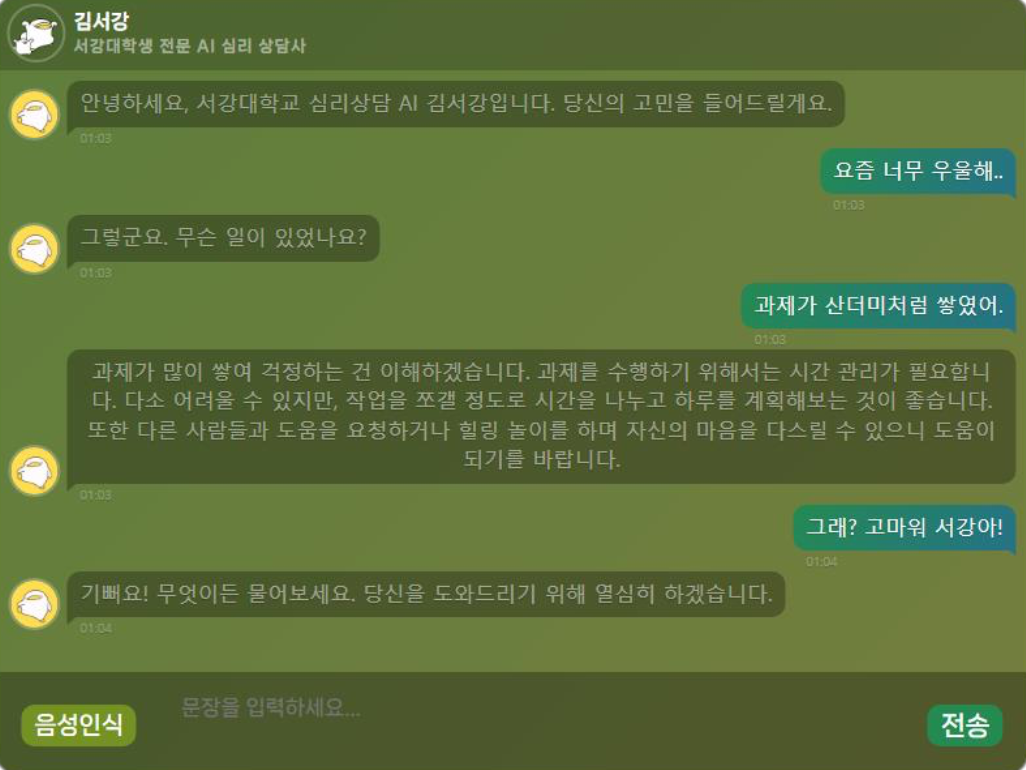 김서강
서강대학생 전문 AI 심리 상담사
안녕하세요, 서강대학교 심리상담 AI 김서강입니다. 당신의 고민을 들어드릴게요.
01:03
요즘 너무 우울해..
01:03
그렇군요. 무슨 일이 있었나요?
01:03
과제가 산더미처럼 쌓였어.
01:03
과제가 많이 쌓여 걱정하는 건 이해하겠습니다. 과제를 수행하기 위해서는 시간 관리가 필요합니
다. 다소 어려울 수 있지만, 작업을 쪼갤 정도로 시간을 나누고 하루를 계획해보는 것이 좋습니다.
또한 다른 사람들과 도움을 요청하거나 힐링 놀이를 하며 자신의 마음을 다스릴 수 있으니 도움이
되기를 바랍니다.
01:03
그래? 고마워 서강아!
01:04
기뻐요! 무엇이든 물어보세요. 당신을 도와드리기 위해 열심히 하겠습니다.
01:04
문장을 입력하세요...
음성인식
전송